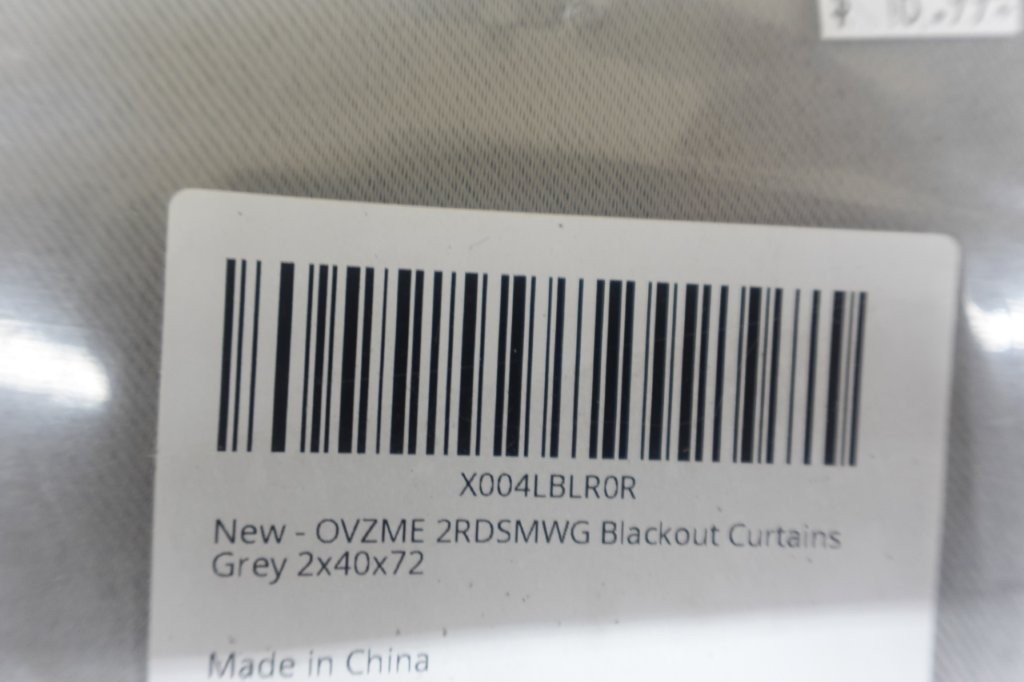 X004LBLR0R
New - OVZME 2RDSMWG Blackout Curtains
Grey 2x40x72
Made in China